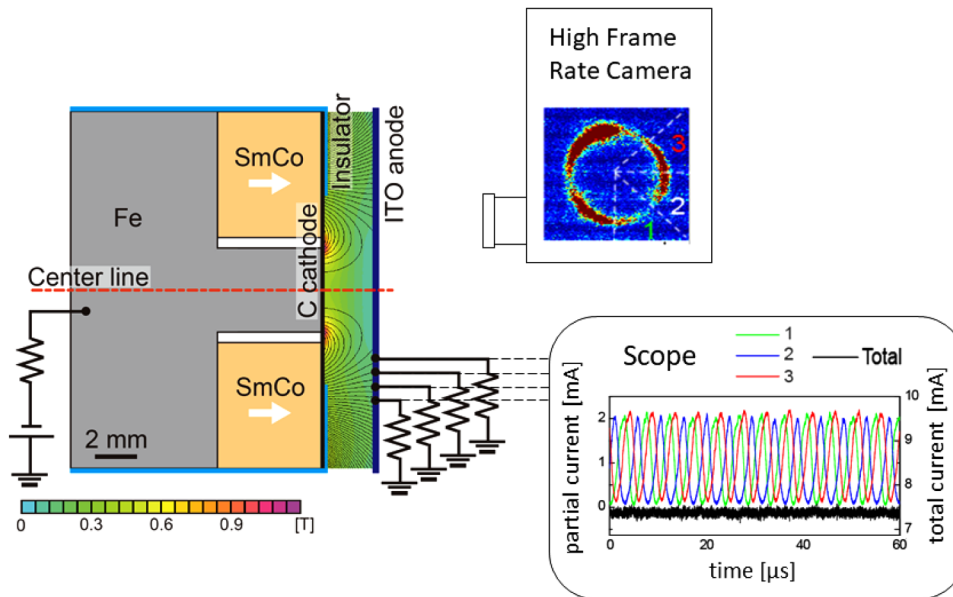 High Frame
Rate Camera
3
2
1
SmCo
Insulator
ITO anode
Fe
C cathode
Center line
SmCo
2 mm
0 0.3 0.6 0.9 [T]
Scope
1
2
3
Total
partial current [mA]
2
1
0
10
9
8
7
total current [mA]
0 20 40 60
time [µs]